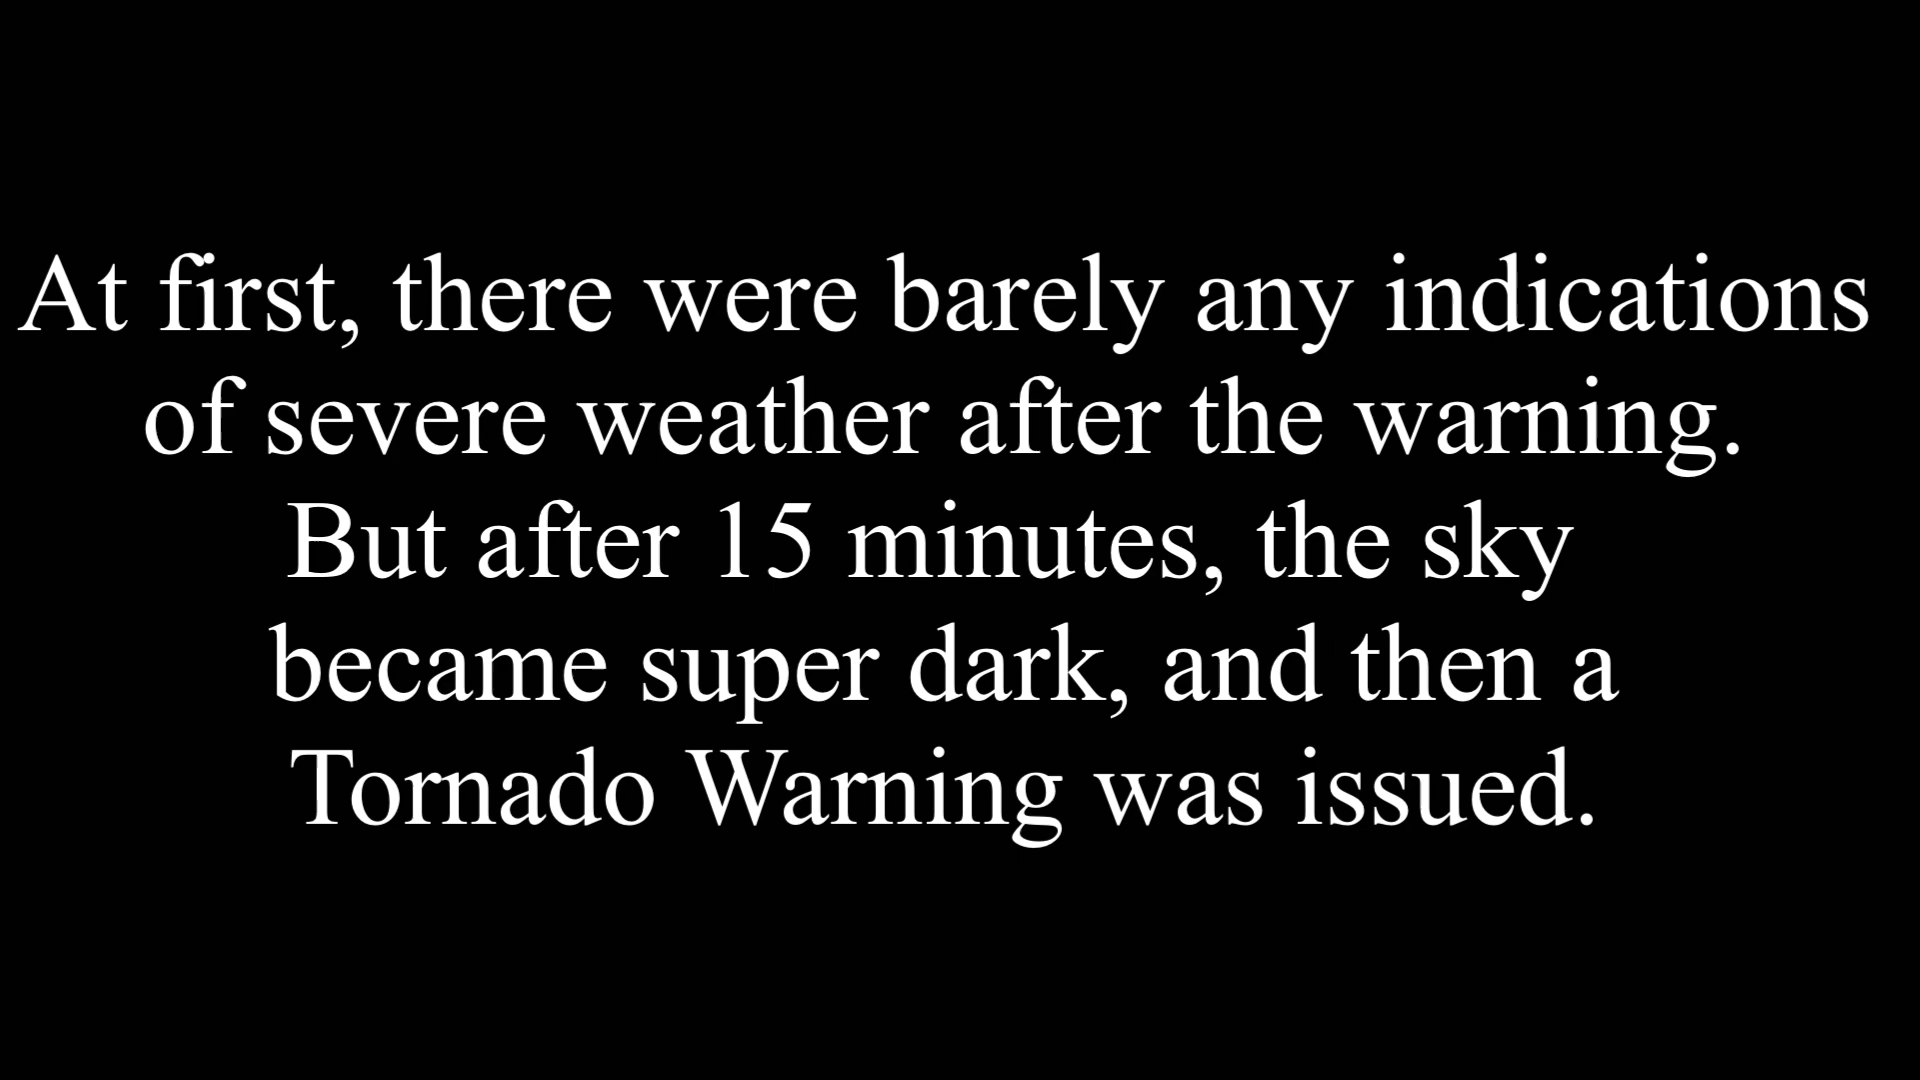 At first, there were barely any indications
of severe weather after the warning.
But after 15 minutes, the sky
became super dark, and then a
Tornado Warning was issued.